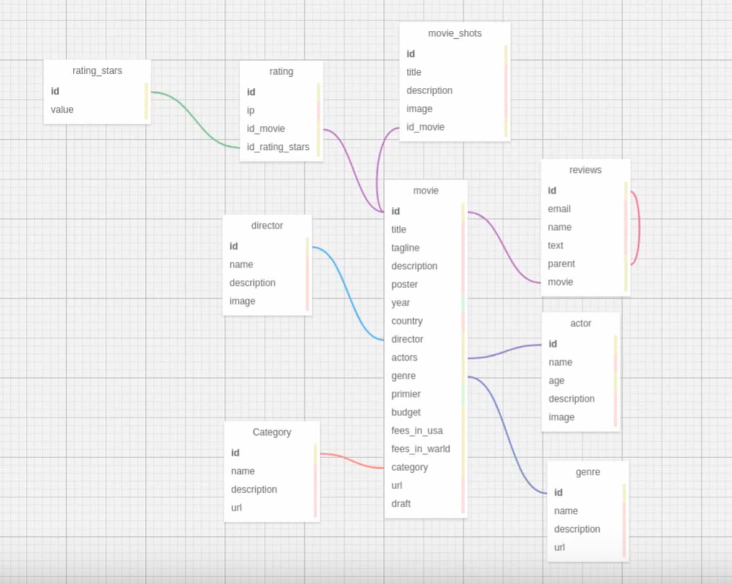 movie_shots
id
title
description
image
id_movie
rating_stars
id
value
rating
id
ip
id_movie
id_rating_stars
reviews
id
email
name
text
parent
movie
movie
id
title
tagline
description
poster
year
country
director
actors
genre
primier
budget
fees_in_usa
fees_in_warld
category
url
draft
director
id
name
description
image
actor
id
name
age
description
image
Category
id
name
description
url
genre
id
name
description
url